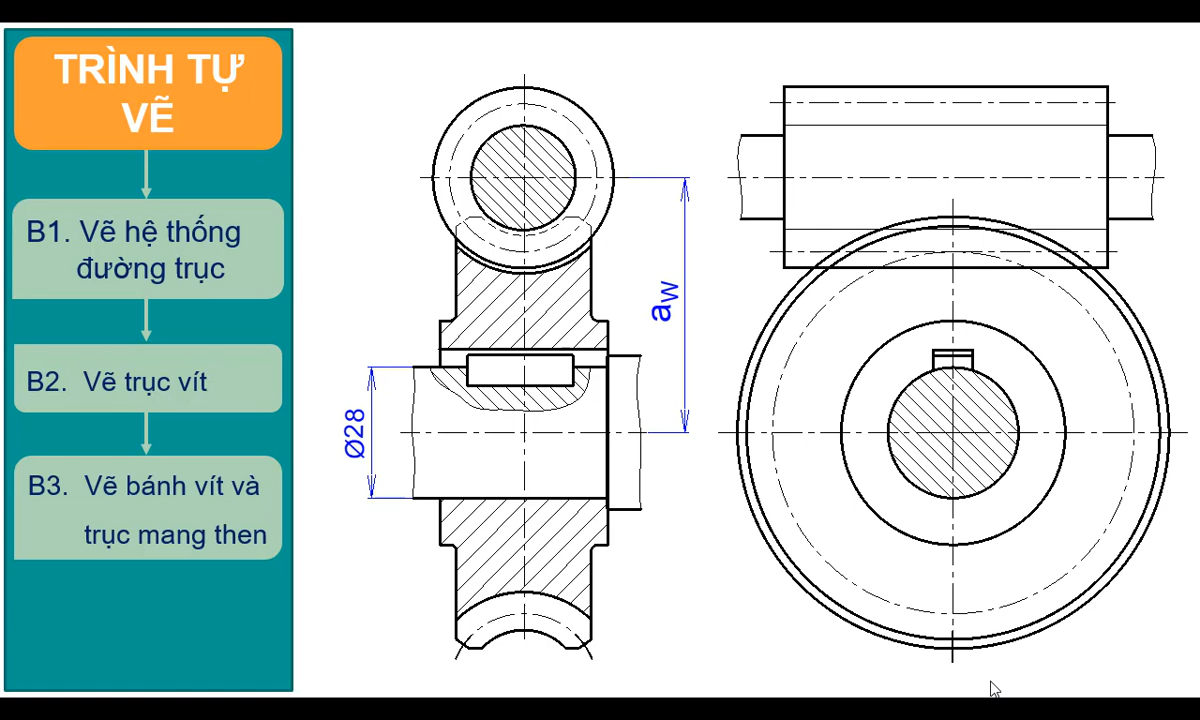 TRÌNH TỰ
VẼ
B1. Vẽ hệ thống
đường trục
B2. Vẽ trục vít
B3. Vẽ bánh vít và
trục mang then
Ø28
aw